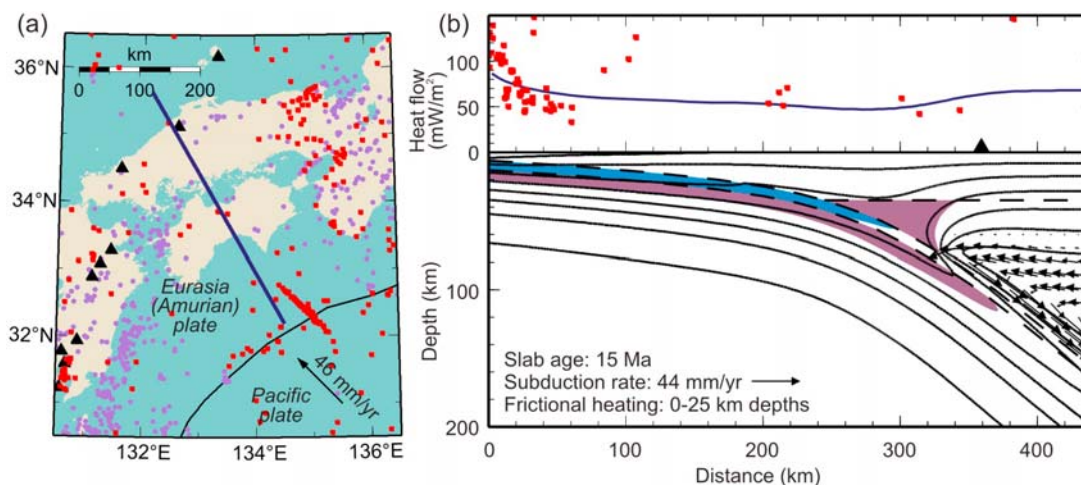 (a)
km
0 100 200
36°N
34°N
32°N
Eurasia
(Amurian)
plate
Pacific
plate
46 mm/yr
132°E 134°E 136°E
(b)
Heat flow
(mW/m²)
100
50
0
Depth (km)
100
200
Slab age: 15 Ma
Subduction rate: 44 mm/yr
Frictional heating: 0-25 km depths
0 100 200 300 400
Distance (km)